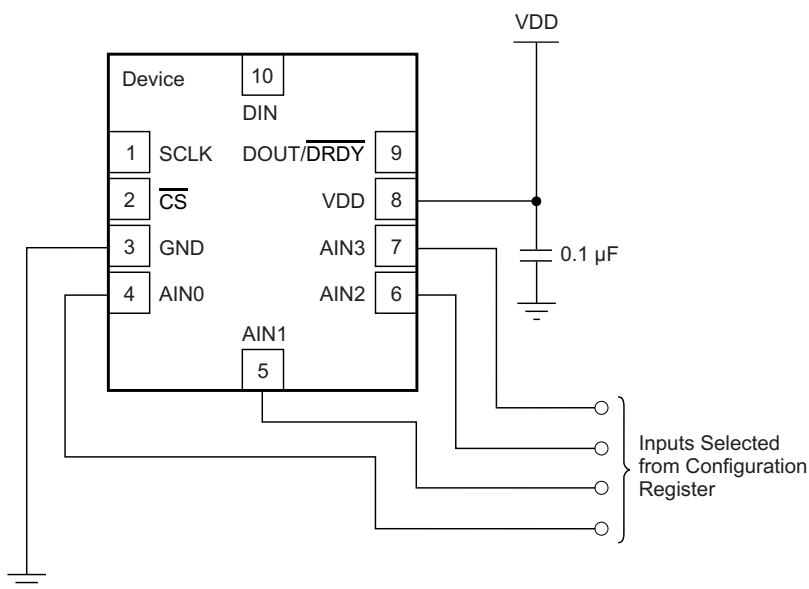 VDD
Device
10
DIN
1 SCLK
DOUT/DRDY 9
2 CS
VDD 8
3 GND
AIN3 7
0.1 µF
4 AIN0
AIN2 6
AIN1
5
Inputs Selected
from Configuration
Register